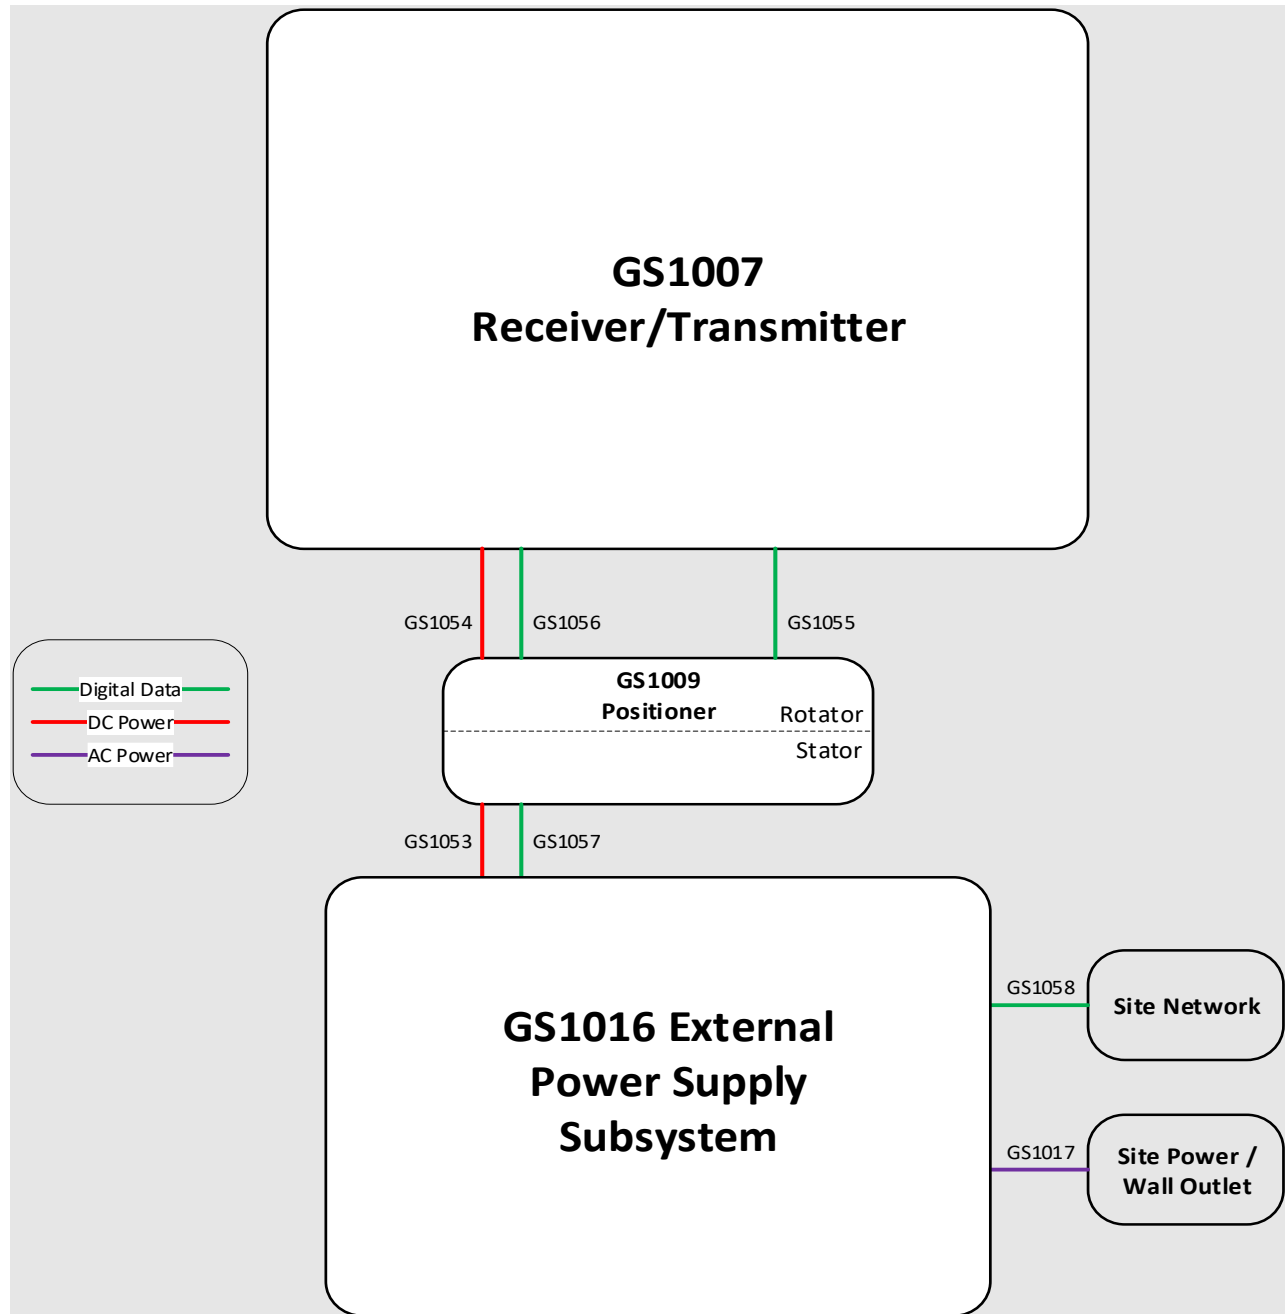 GS1007
Receiver/Transmitter
GS1054
GS1056
GS1055
Digital Data
DC Power
AC Power
GS1009
Positioner
Rotator
Stator
GS1053
GS1057
GS1016 External
Power Supply
Subsystem
GS1058
Site Network
GS1017
Site Power /
Wall Outlet